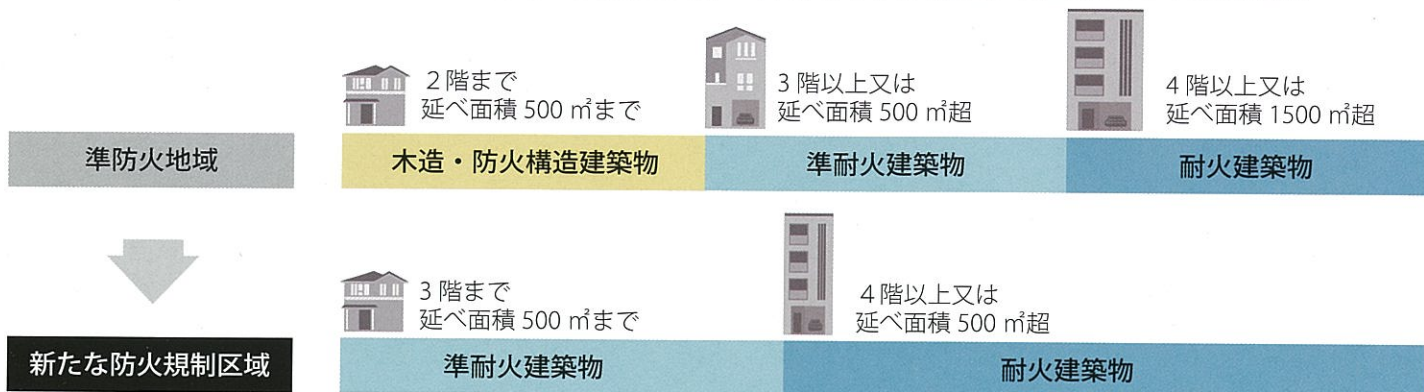 2階まで
延べ面積 500 ㎡まで
3階以上又は
延べ面積 500 ㎡超
4階以上又は
延べ面積 1500 ㎡超
準防火地域
木造・防火構造建築物
準耐火建築物
耐火建築物
3階まで
延べ面積 500 ㎡まで
4階以上又は
延べ面積 500 ㎡超
新たな防火規制区域
準耐火建築物
耐火建築物